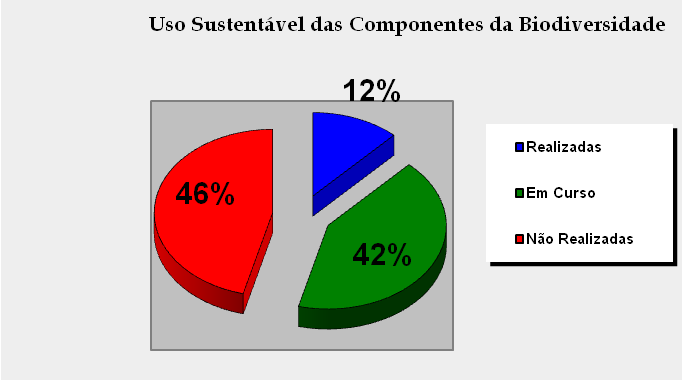 Uso Sustentável das Componentes da Biodiversidade
12%
46%
42%
Realizadas
Em Curso
Não Realizadas